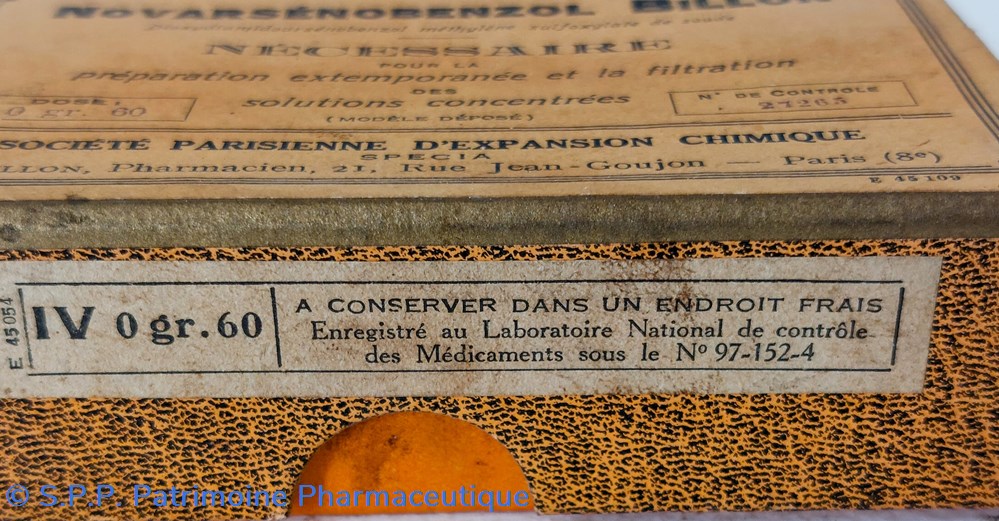 NOVARSÉNOBENZOL BILLON
NÉCESSAIRE
POUR LA
préparation extemporanée et la filtration
DES
solutions concentrées
(MODÈLE DÉPOSÉ)
DOSE:
0 gr. 60
N° DE CONTRÔLE
SOCIÉTÉ PARISIENNE D'EXPANSION CHIMIQUE
SPECIA
LLON, Pharmacien, 21, Rue Jean-Goujon — Paris (8e)
E 45 109
E 45 054
IV 0 gr. 60
A CONSERVER DANS UN ENDROIT FRAIS
Enregistré au Laboratoire National de contrôle
des Médicaments sous le No 97-152-4
© S.P.P. Patrimoine Pharmaceutique